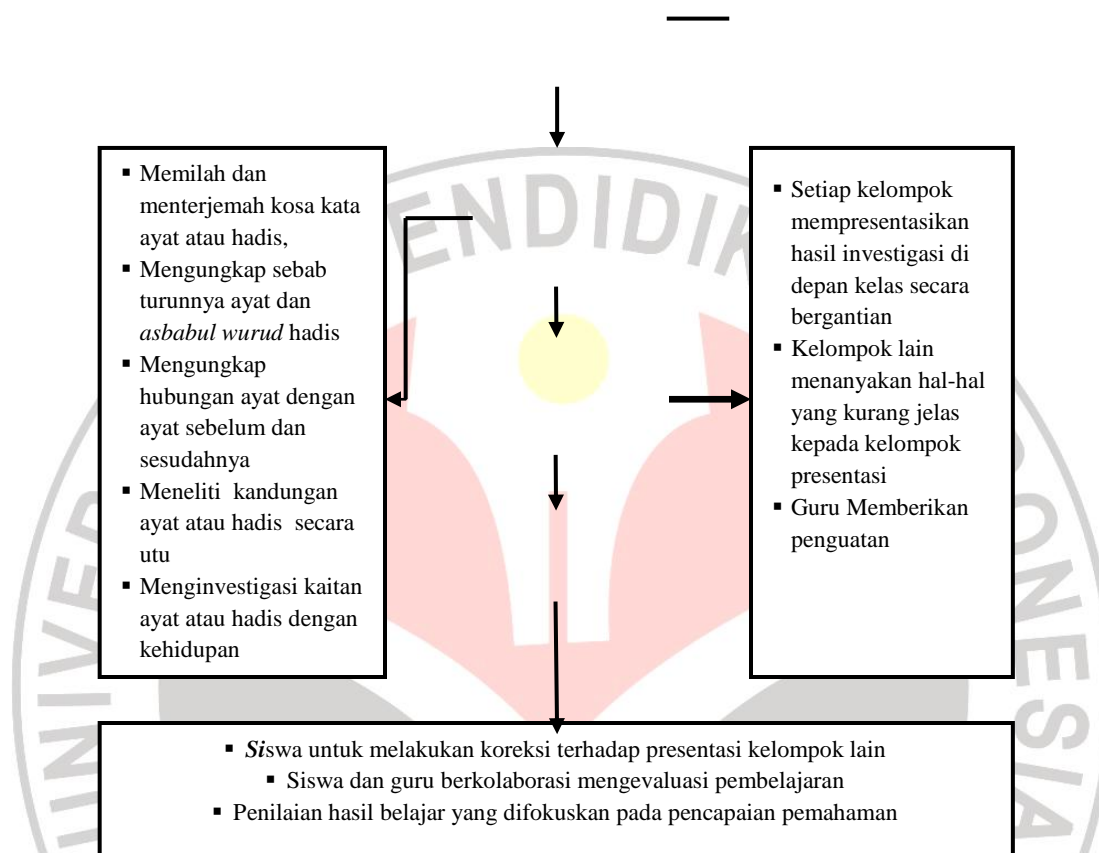 ▪ Memilah dan
menterjemah kosa kata
ayat atau hadis,
▪ Mengungkap sebab
turunnya ayat dan
asbabul wurud hadis
▪ Mengungkap
hubungan ayat dengan
ayat sebelum dan
sesudahnya
▪ Meneliti kandungan
ayat atau hadis secara
utu
▪ Menginvestigasi kaitan
ayat atau hadis dengan
kehidupan
▪ Setiap kelompok
mempresentasikan
hasil investigasi di
depan kelas secara
bergantian
▪ Kelompok lain
menanyakan hal-hal
yang kurang jelas
kepada kelompok
presentasi
▪ Guru Memberikan
penguatan
▪ Siswa untuk melakukan koreksi terhadap presentasi kelompok lain
▪ Siswa dan guru berkolaborasi mengevaluasi pembelajaran
▪ Penilaian hasil belajar yang difokuskan pada pencapaian pemahaman